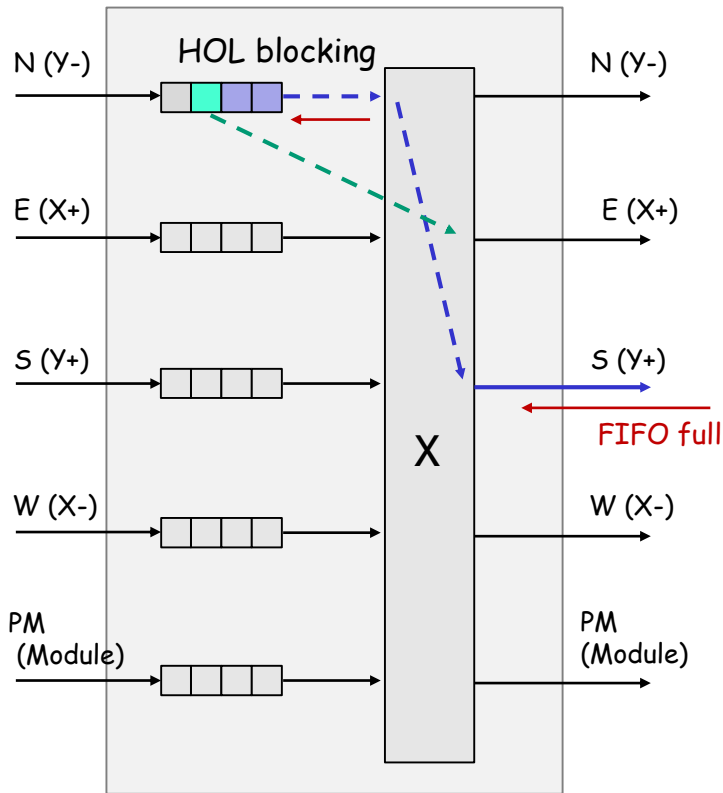 HOL blocking
N (Y-)
N (Y-)
E (X+)
E (X+)
S (Y+)
S (Y+)
FIFO full
X
W (X-)
W (X-)
PM
(Module)
PM
(Module)